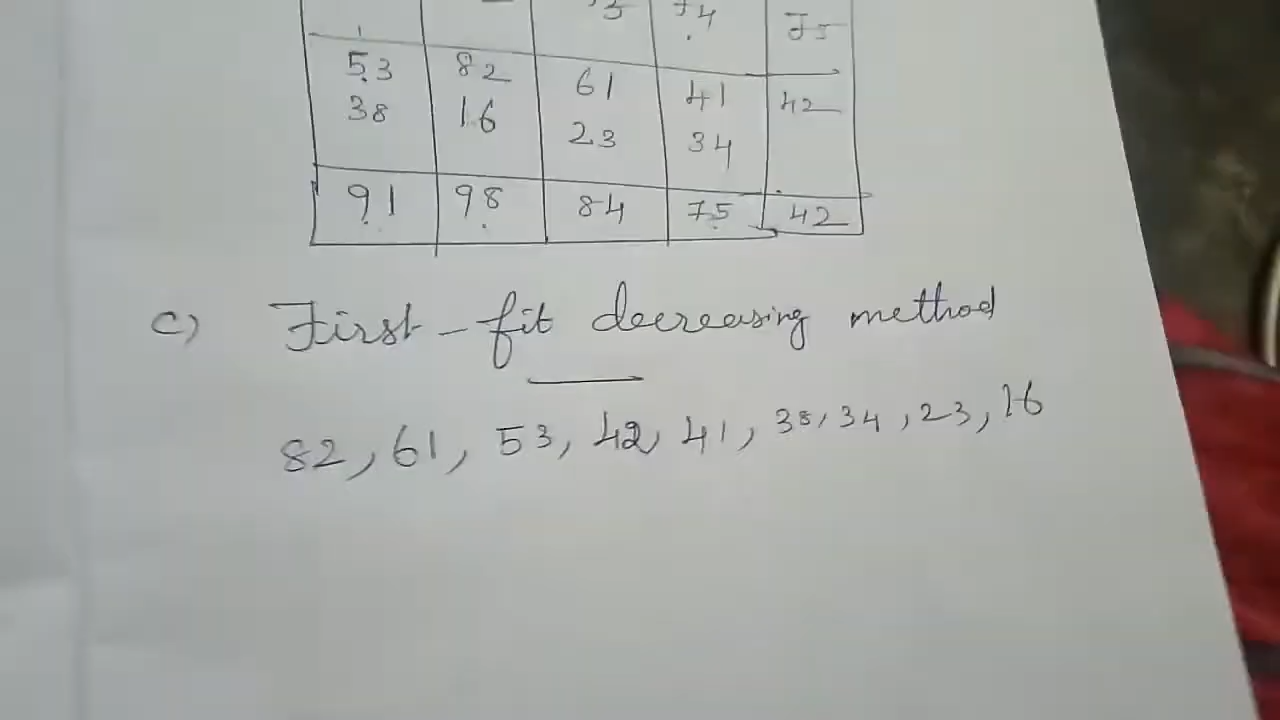 53 82 61 41 42
38 16 23 34
91 98 84 75 42
c) First-fit decreasing method
82, 61, 53, 42, 41, 38, 34, 23, 16